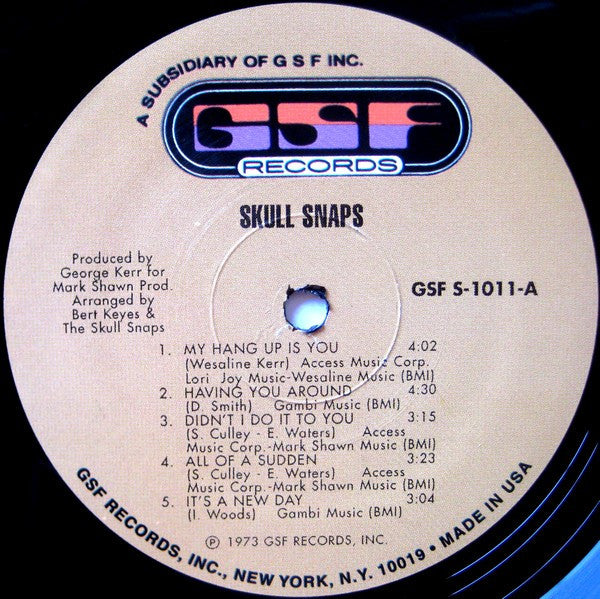 A SUBSIDIARY OF G S F INC.
GSF
RECORDS
SKULL SNAPS
Produced by
George Kerr for
Mark Shawn Prod.
Arranged by
Bert Keyes &
The Skull Snaps
GSF S-1011-A
1. MY HANG UP IS YOU 4:02
(Wesaline Kerr) Access Music Corp.
Lori Joy Music-Wesaline Music (BMI)
2. HAVING YOU AROUND 4:30
(D. Smith) Gambi Music (BMI)
3. DIDN'T I DO IT TO YOU 3:15
(S. Culley - E. Waters) Access
Music Corp.-Mark Shawn Music (BMI)
4. ALL OF A SUDDEN 3:23
(S. Culley - E. Waters) Access
Music Corp.-Mark Shawn Music (BMI)
5. IT'S A NEW DAY 3:04
(I. Woods) Gambi Music (BMI)
℗ 1973 GSF RECORDS, INC.
GSF RECORDS, INC., NEW YORK, N.Y. 10019 • MADE IN USA